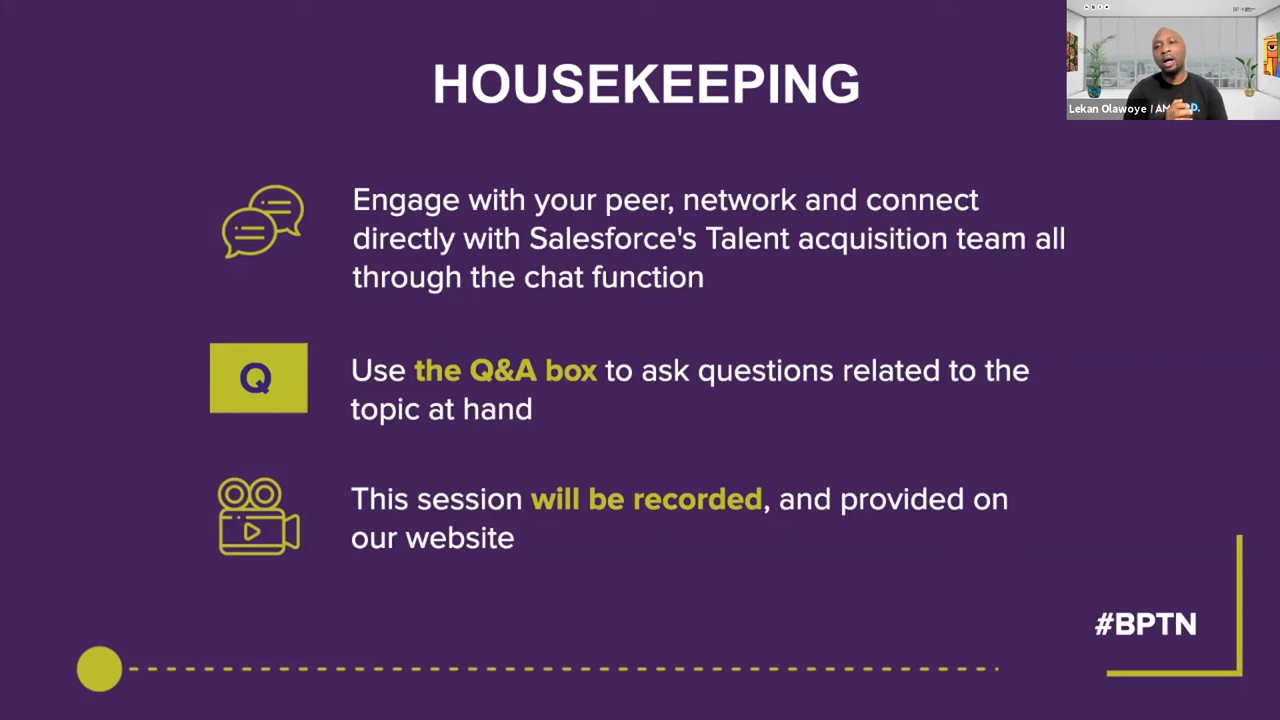 HOUSEKEEPING
Lekan Olawoye / AM
D.
Engage with your peer, network and connect
directly with Salesforce's Talent acquisition team all
through the chat function
Q
Use the Q&A box to ask questions related to the
topic at hand
This session will be recorded, and provided on
our website
#BPTN